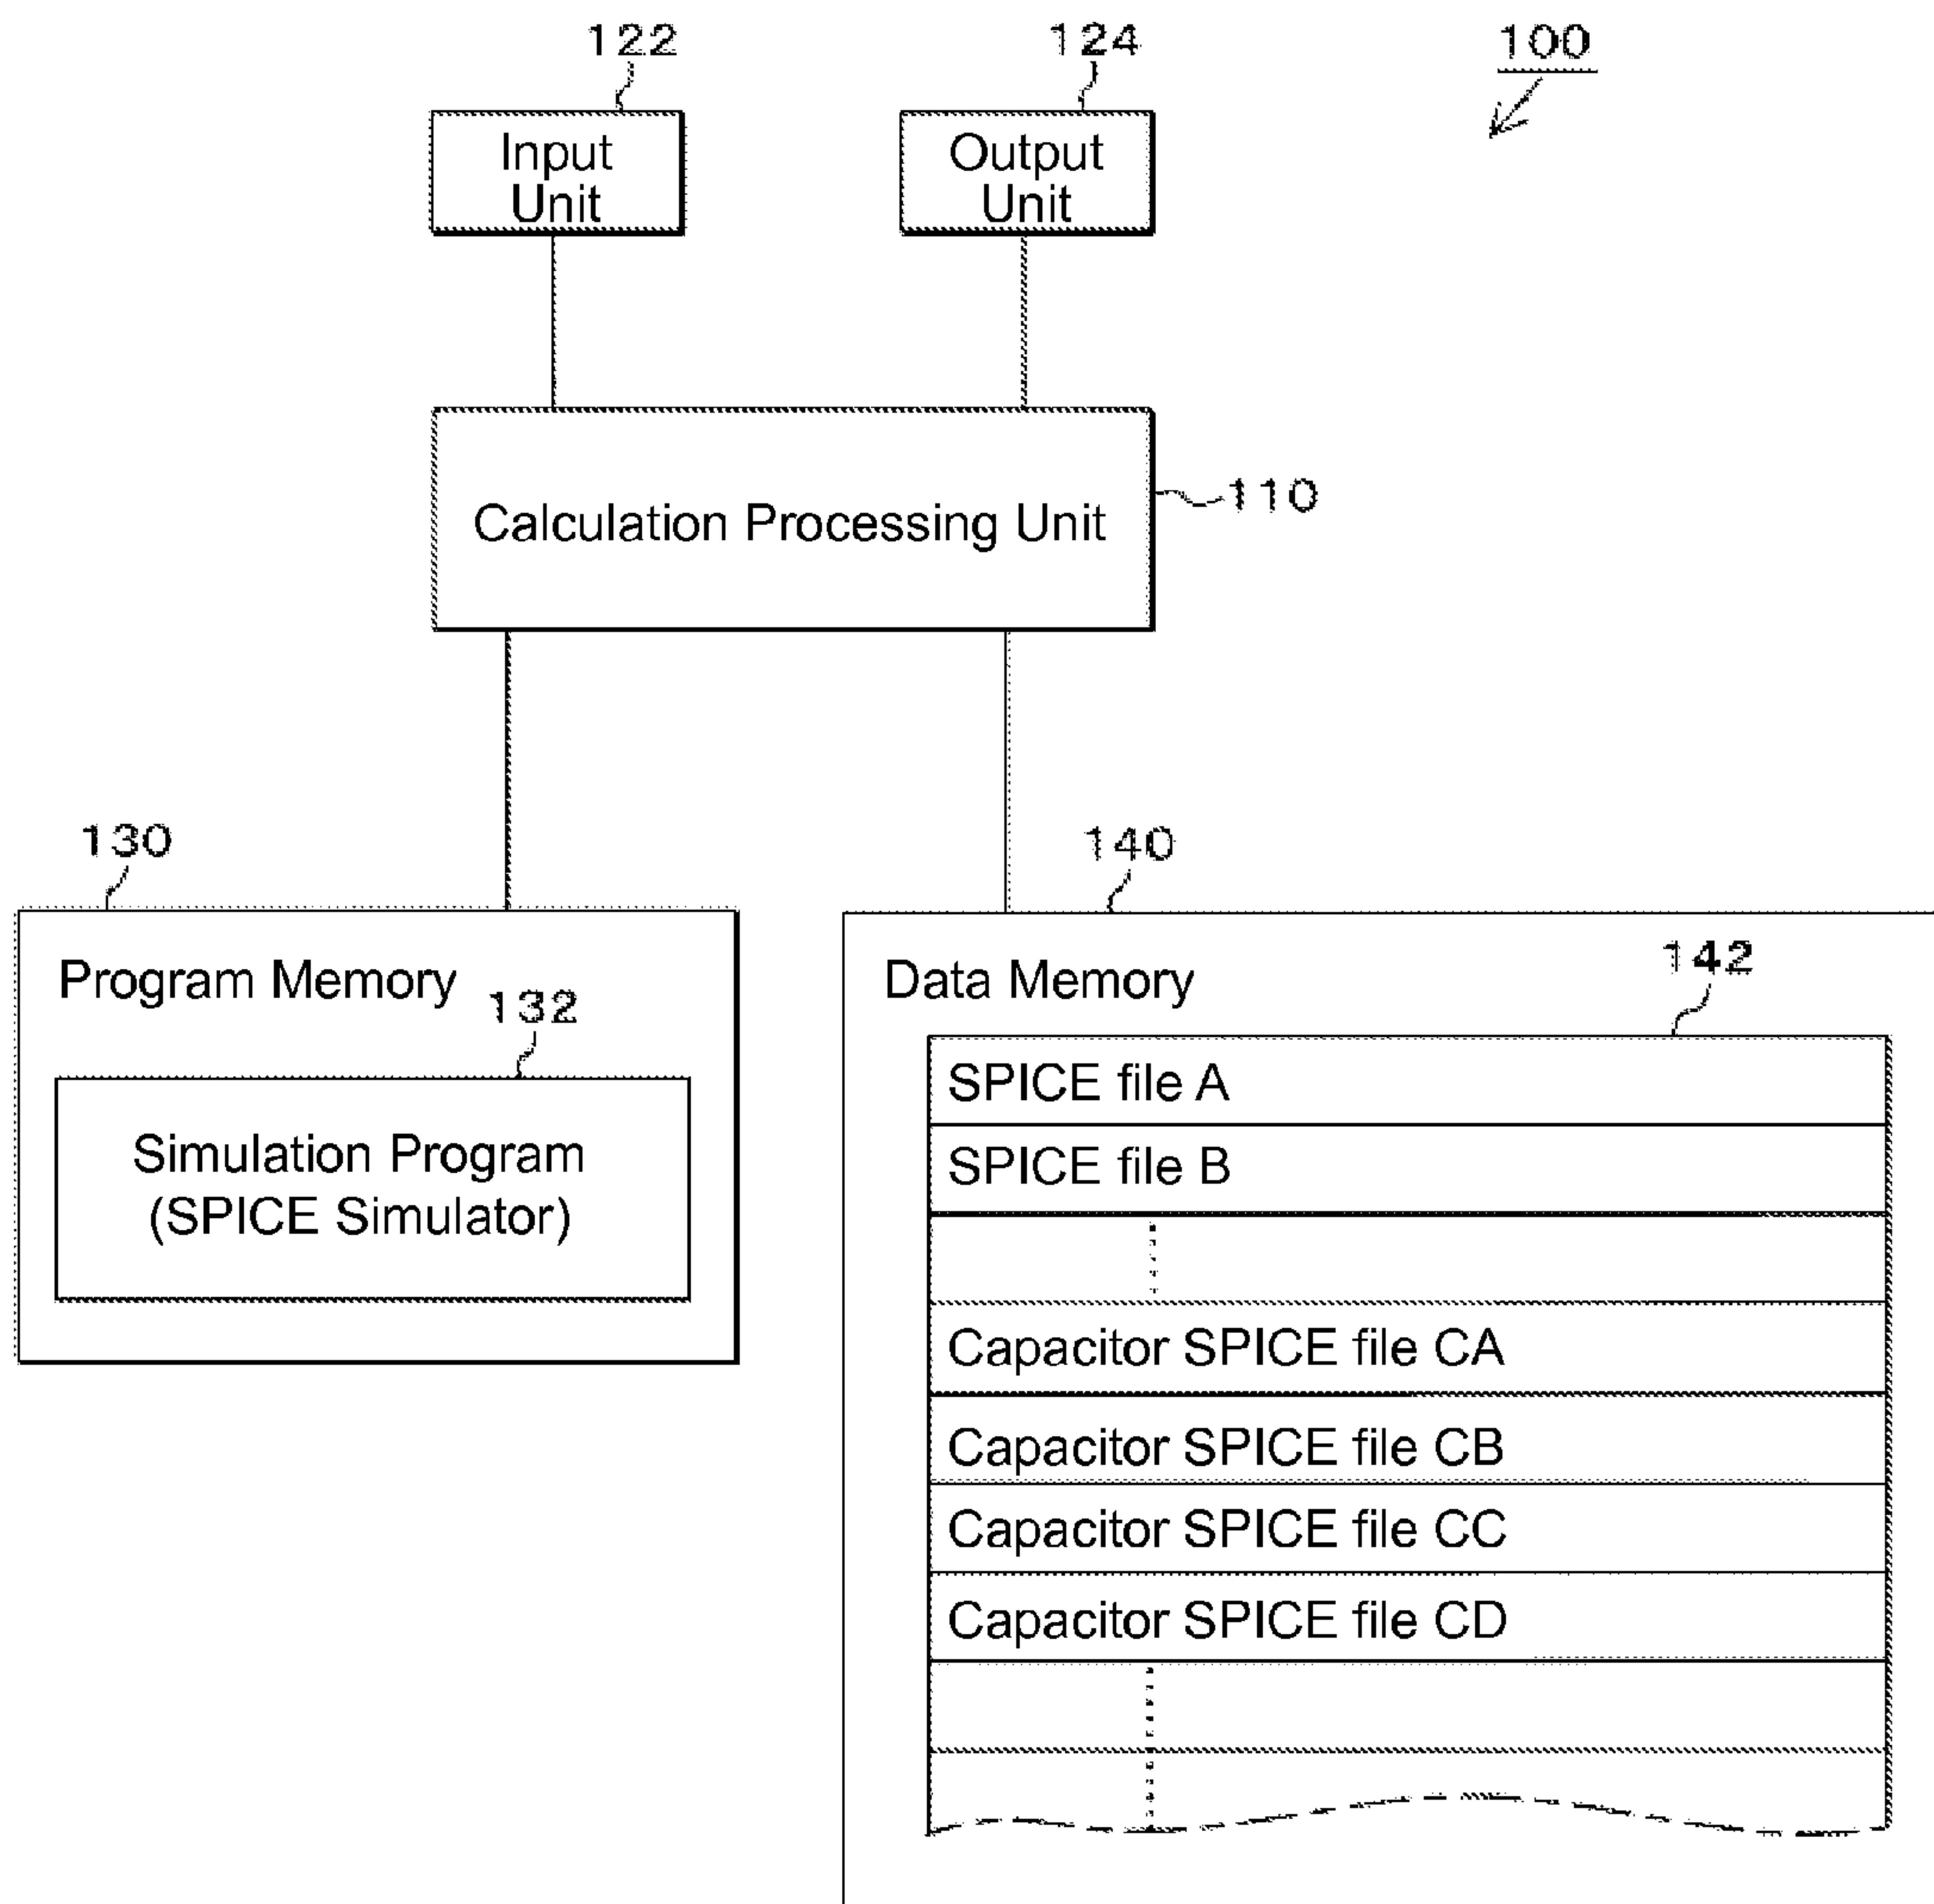 122
124
100
Input
Unit
Output
Unit
Calculation Processing Unit
110
130
140
Program Memory
132
Simulation Program
(SPICE Simulator)
Data Memory
142
SPICE file A
SPICE file B
Capacitor SPICE file CA
Capacitor SPICE file CB
Capacitor SPICE file CC
Capacitor SPICE file CD